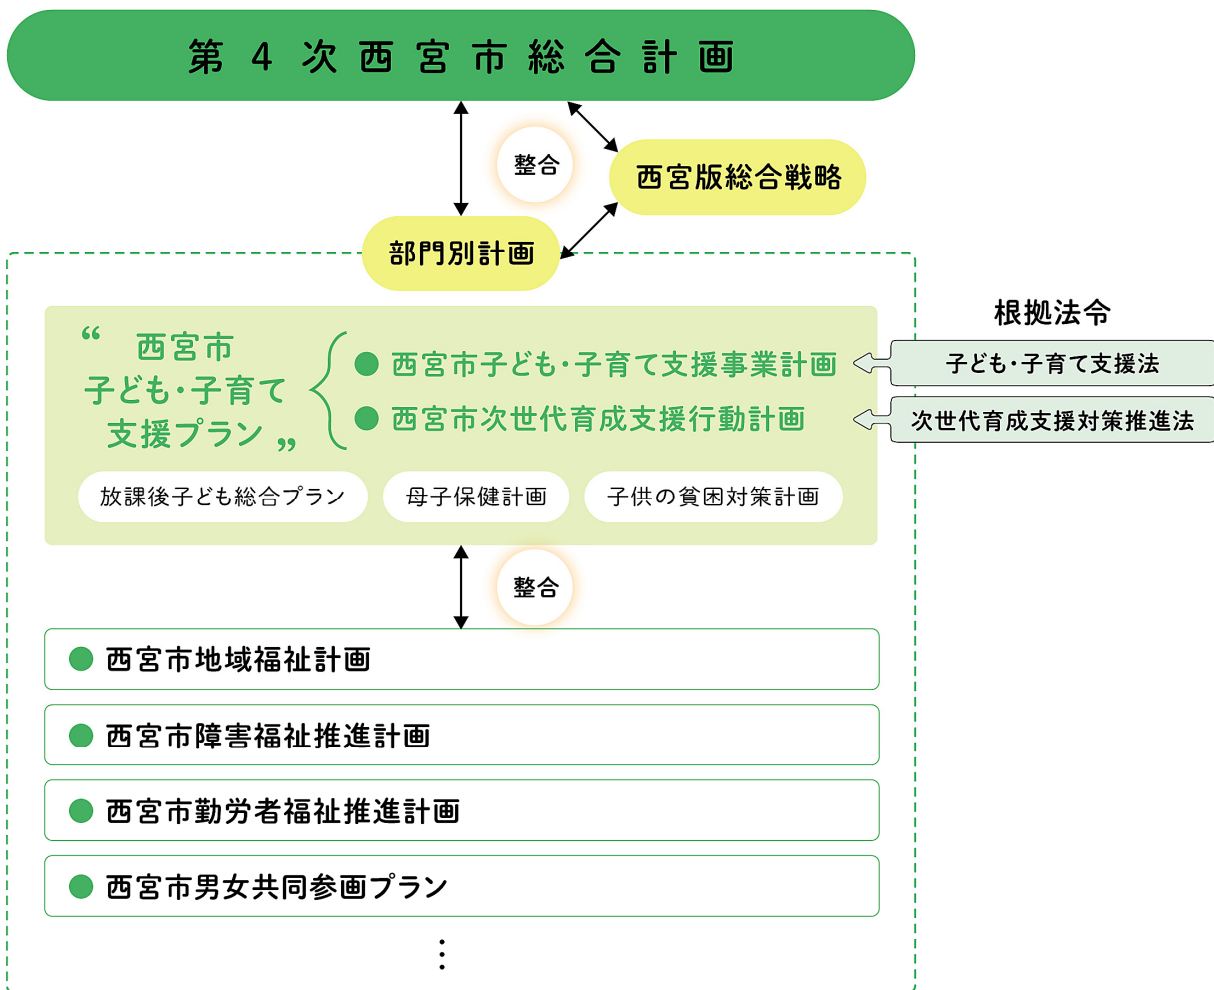 第4次西宮市総合計画
整合
西宮版総合戦略
部門別計画
根拠法令
“西宮市
子ども・子育て
支援プラン„
● 西宮市子ども・子育て支援事業計画
子ども・子育て支援法
● 西宮市次世代育成支援行動計画
次世代育成支援対策推進法
放課後子ども総合プラン
母子保健計画
子供の貧困対策計画
整合
● 西宮市地域福祉計画
● 西宮市障害福祉推進計画
● 西宮市勤労者福祉推進計画
● 西宮市男女共同参画プラン
⋮